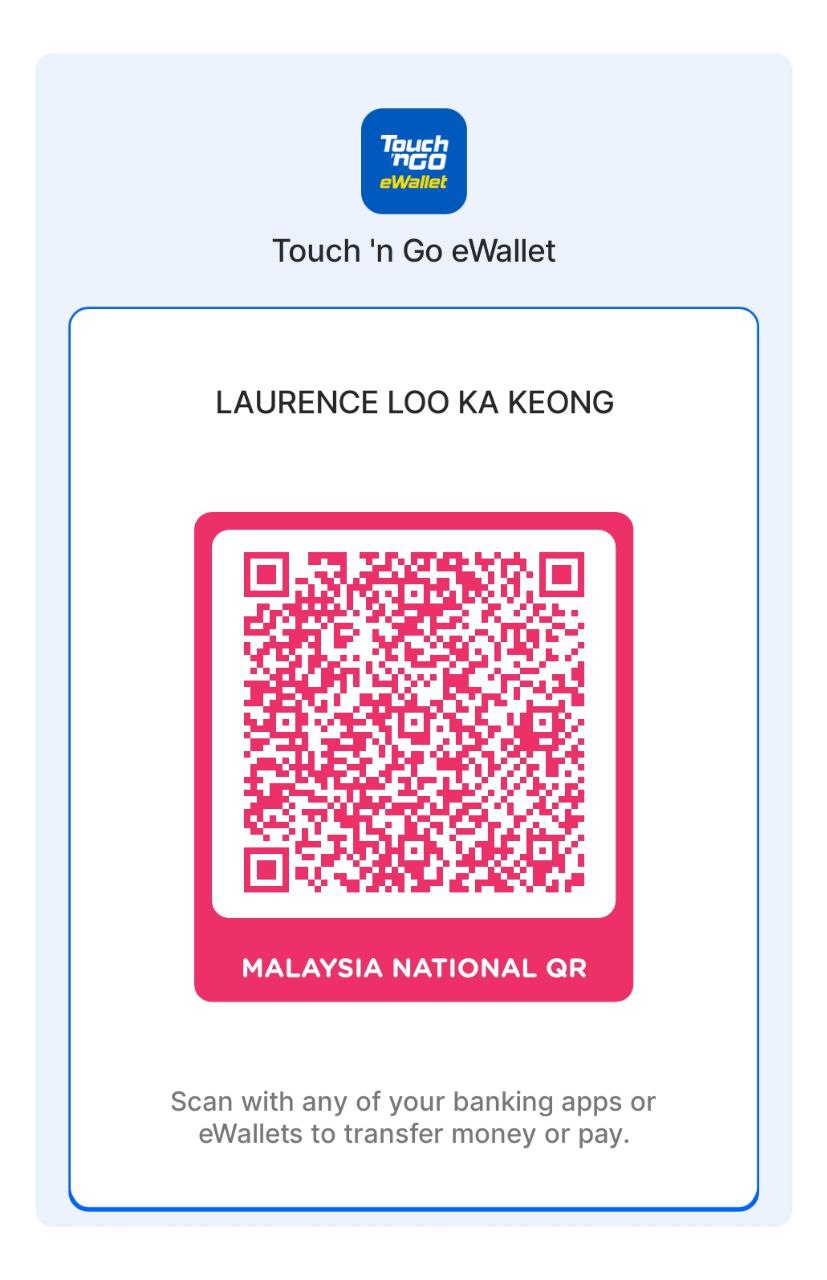 Touch
'nGO
eWallet
Touch 'n Go eWallet
LAURENCE LOO KA KEONG
MALAYSIA NATIONAL QR
Scan with any of your banking apps or
eWallets to transfer money or pay.